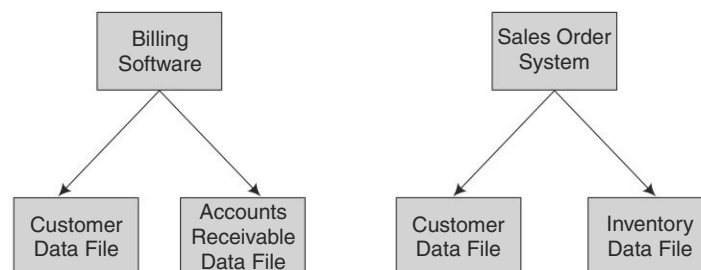 Billing
Software
Sales Order
System
Customer
Data File
Accounts
Receivable
Data File
Customer
Data File
Inventory
Data File